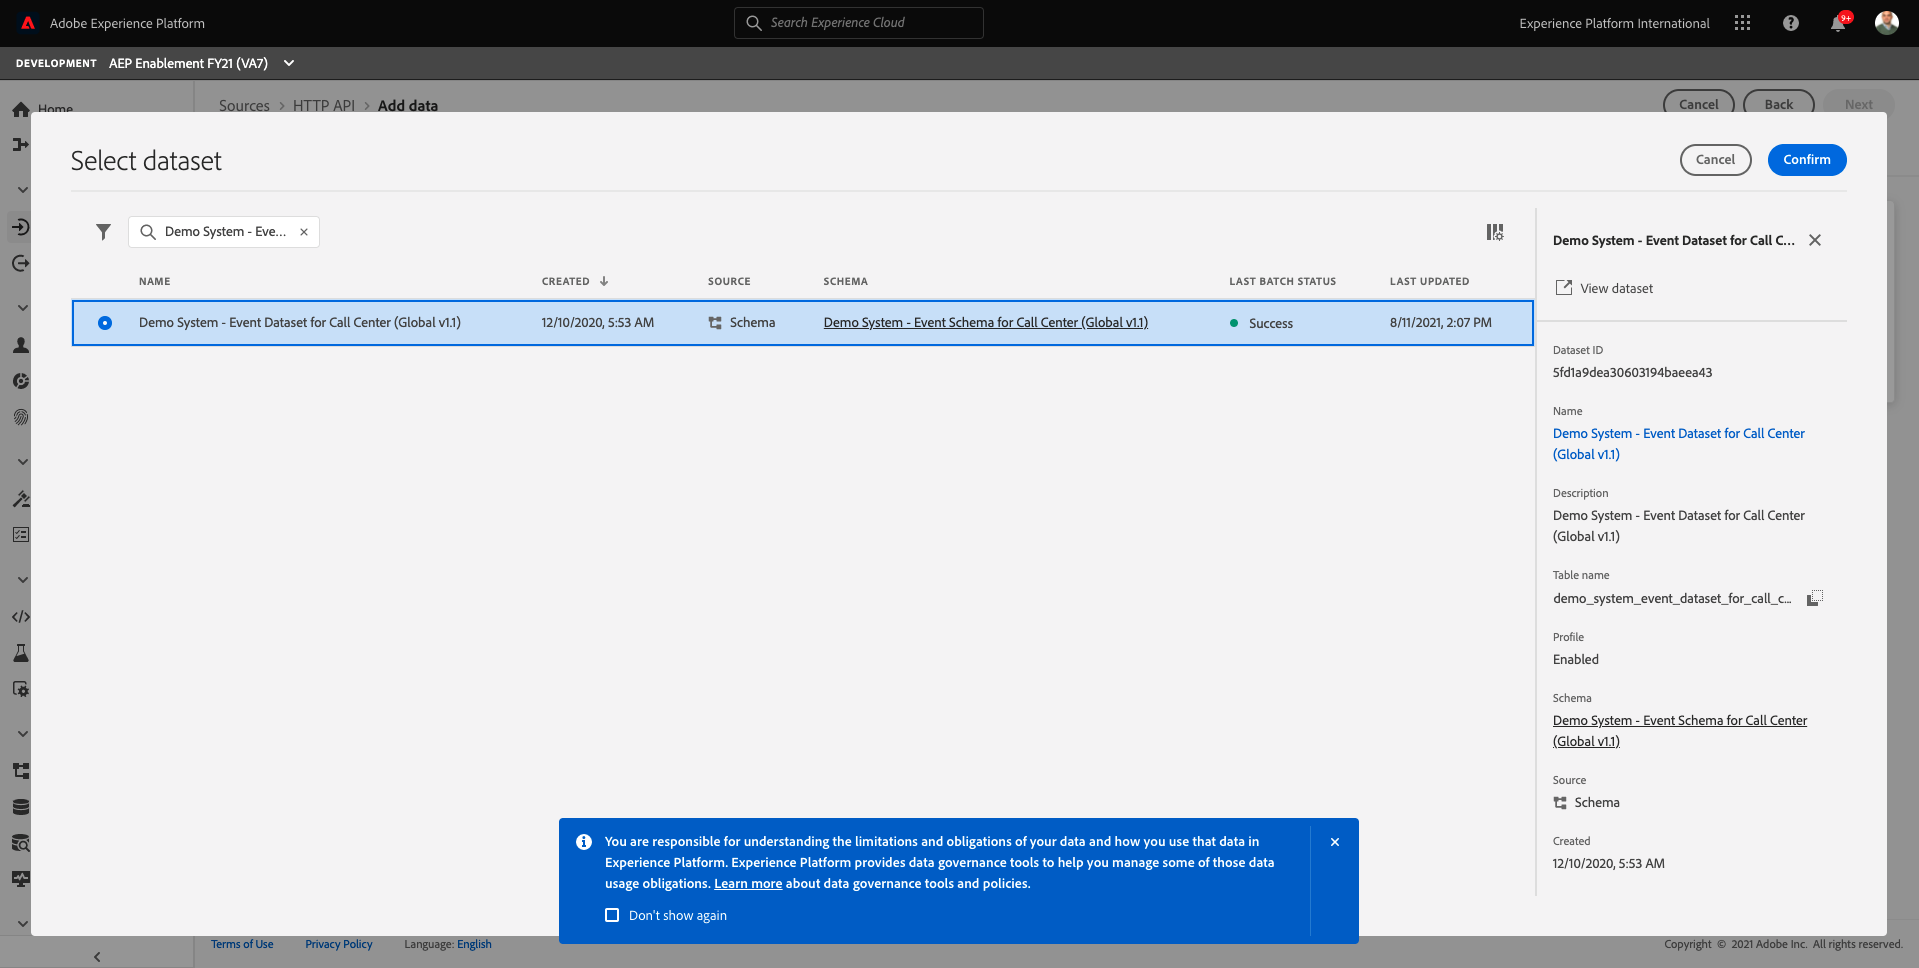 Adobe Experience Platform
Search Experience Cloud
Experience Platform International
9+
DEVELOPMENT AEP Enablement FY21 (VA7)
Home
Sources > HTTP API > Add data
Cancel
Back
Next
Select dataset
Cancel
Confirm
Demo System - Eve...
NAME
CREATED
SOURCE
SCHEMA
LAST BATCH STATUS
LAST UPDATED
Demo System - Event Dataset for Call Center (Global v1.1)
12/10/2020, 5:53 AM
Schema
Demo System - Event Schema for Call Center (Global v1.1)
Success
8/11/2021, 2:07 PM
Demo System - Event Dataset for Call C...
View dataset
Dataset ID
5fd1a9dea30603194baeea43
Name
Demo System - Event Dataset for Call Center
(Global v1.1)
Description
Demo System - Event Dataset for Call Center
(Global v1.1)
Table name
demo_system_event_dataset_for_call_c...
Profile
Enabled
Schema
Demo System - Event Schema for Call Center
(Global v1.1)
Source
Schema
Created
12/10/2020, 5:53 AM
You are responsible for understanding the limitations and obligations of your data and how you use that data in
Experience Platform. Experience Platform provides data governance tools to help you manage some of those data
usage obligations. Learn more about data governance tools and policies.
Don't show again
Terms of Use
Privacy Policy
Language: English
Copyright © 2021 Adobe Inc. All rights reserved.